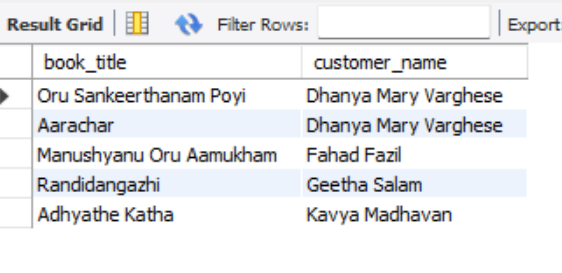 Result Grid Filter Rows: Export:
book_title customer_name
Oru Sankeerthanam Poyi Dhanya Mary Varghese
Aarachar Dhanya Mary Varghese
Manushyanu Oru Aamukham Fahad Fazil
Randidangazhi Geetha Salam
Adhyathe Katha Kavya Madhavan